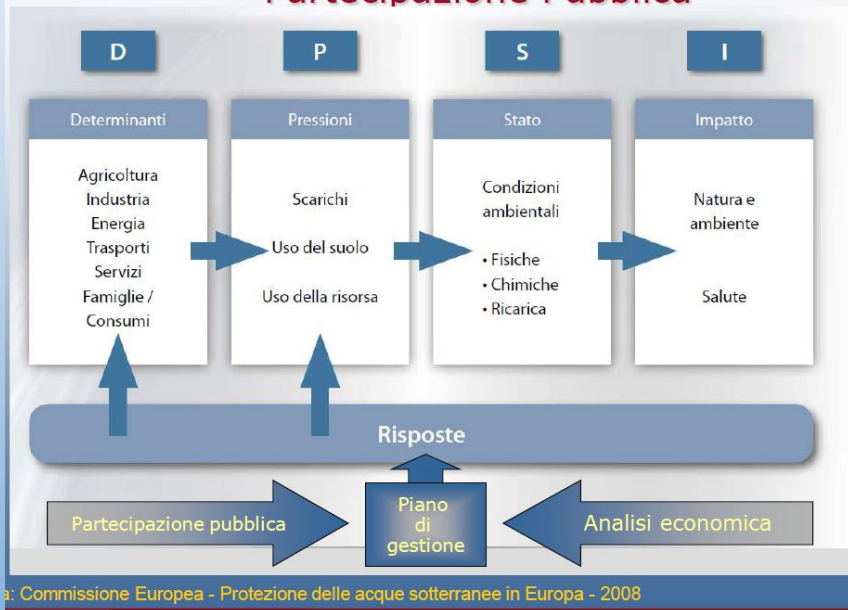 Partecipazione Pubblica
D
P
S
I
Determinanti
Pressioni
Stato
Impatto
Agricoltura
Industria
Energia
Trasporti
Servizi
Famiglie /
Consumi
Scarichi
Uso del suolo
Uso della risorsa
Condizioni
ambientali
• Fisiche
• Chimiche
• Ricarica
Natura e
ambiente
Salute
Risposte
Partecipazione pubblica
Piano
di
gestione
Analisi economica
a: Commissione Europea - Protezione delle acque sotterranee in Europa - 2008